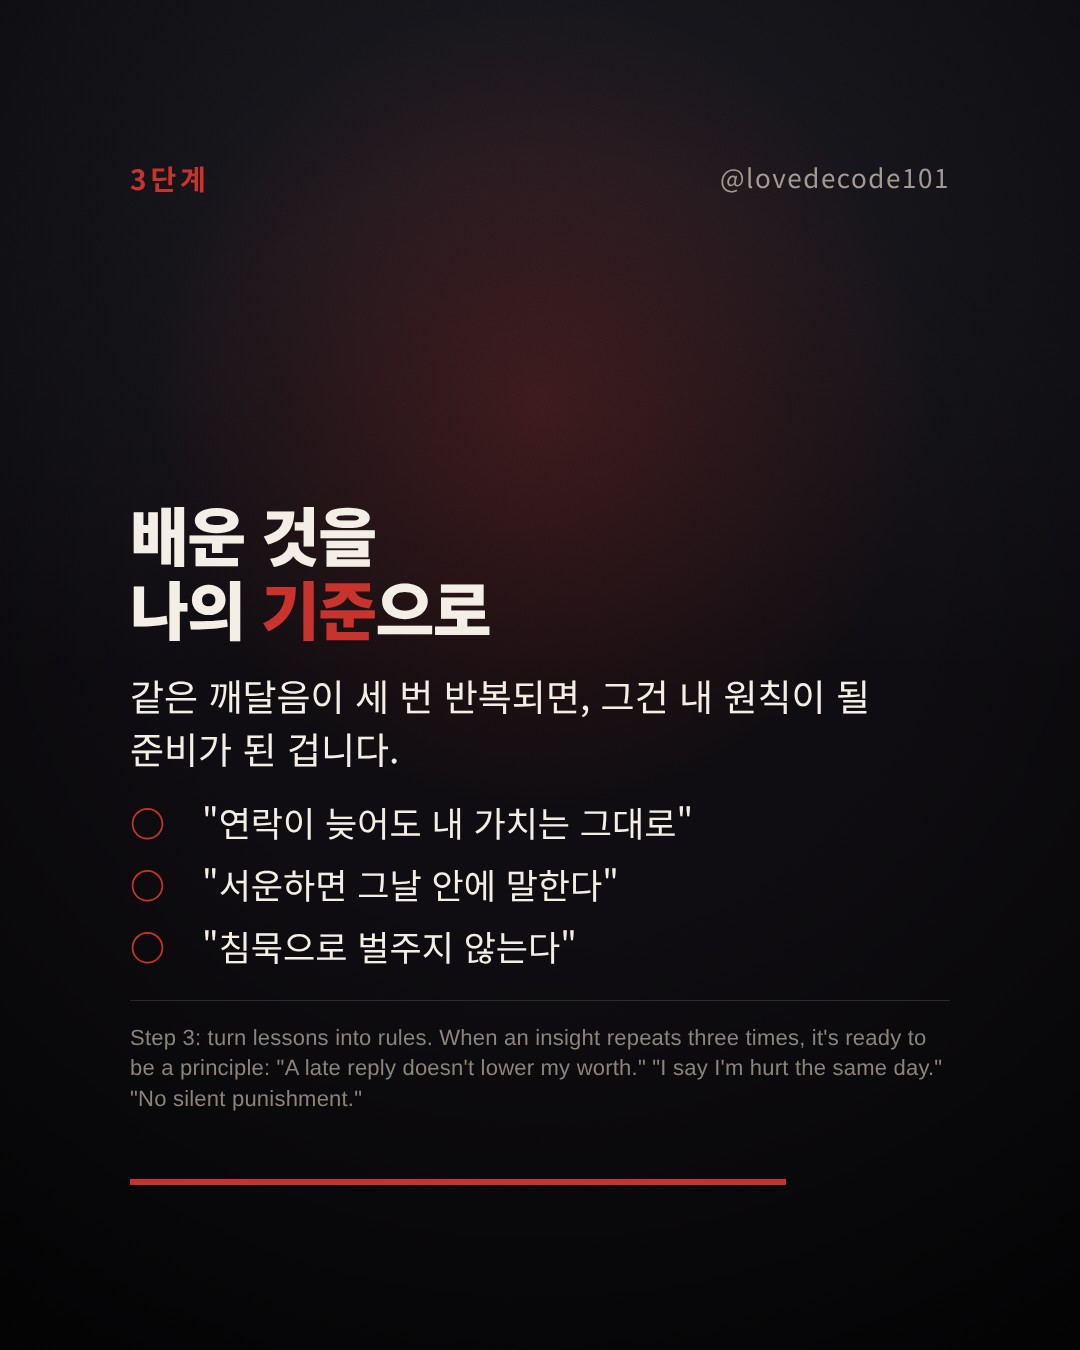 3단계
@lovedecode101
배운 것을
나의 기준으로
같은 깨달음이 세 번 반복되면, 그건 내 원칙이 될
준비가 된 겁니다.
"연락이 늦어도 내 가치는 그대로"
"서운하면 그날 안에 말한다"
"침묵으로 벌주지 않는다"
Step 3: turn lessons into rules. When an insight repeats three times, it's ready to
be a principle: "A late reply doesn't lower my worth." "I say I'm hurt the same day."
"No silent punishment."